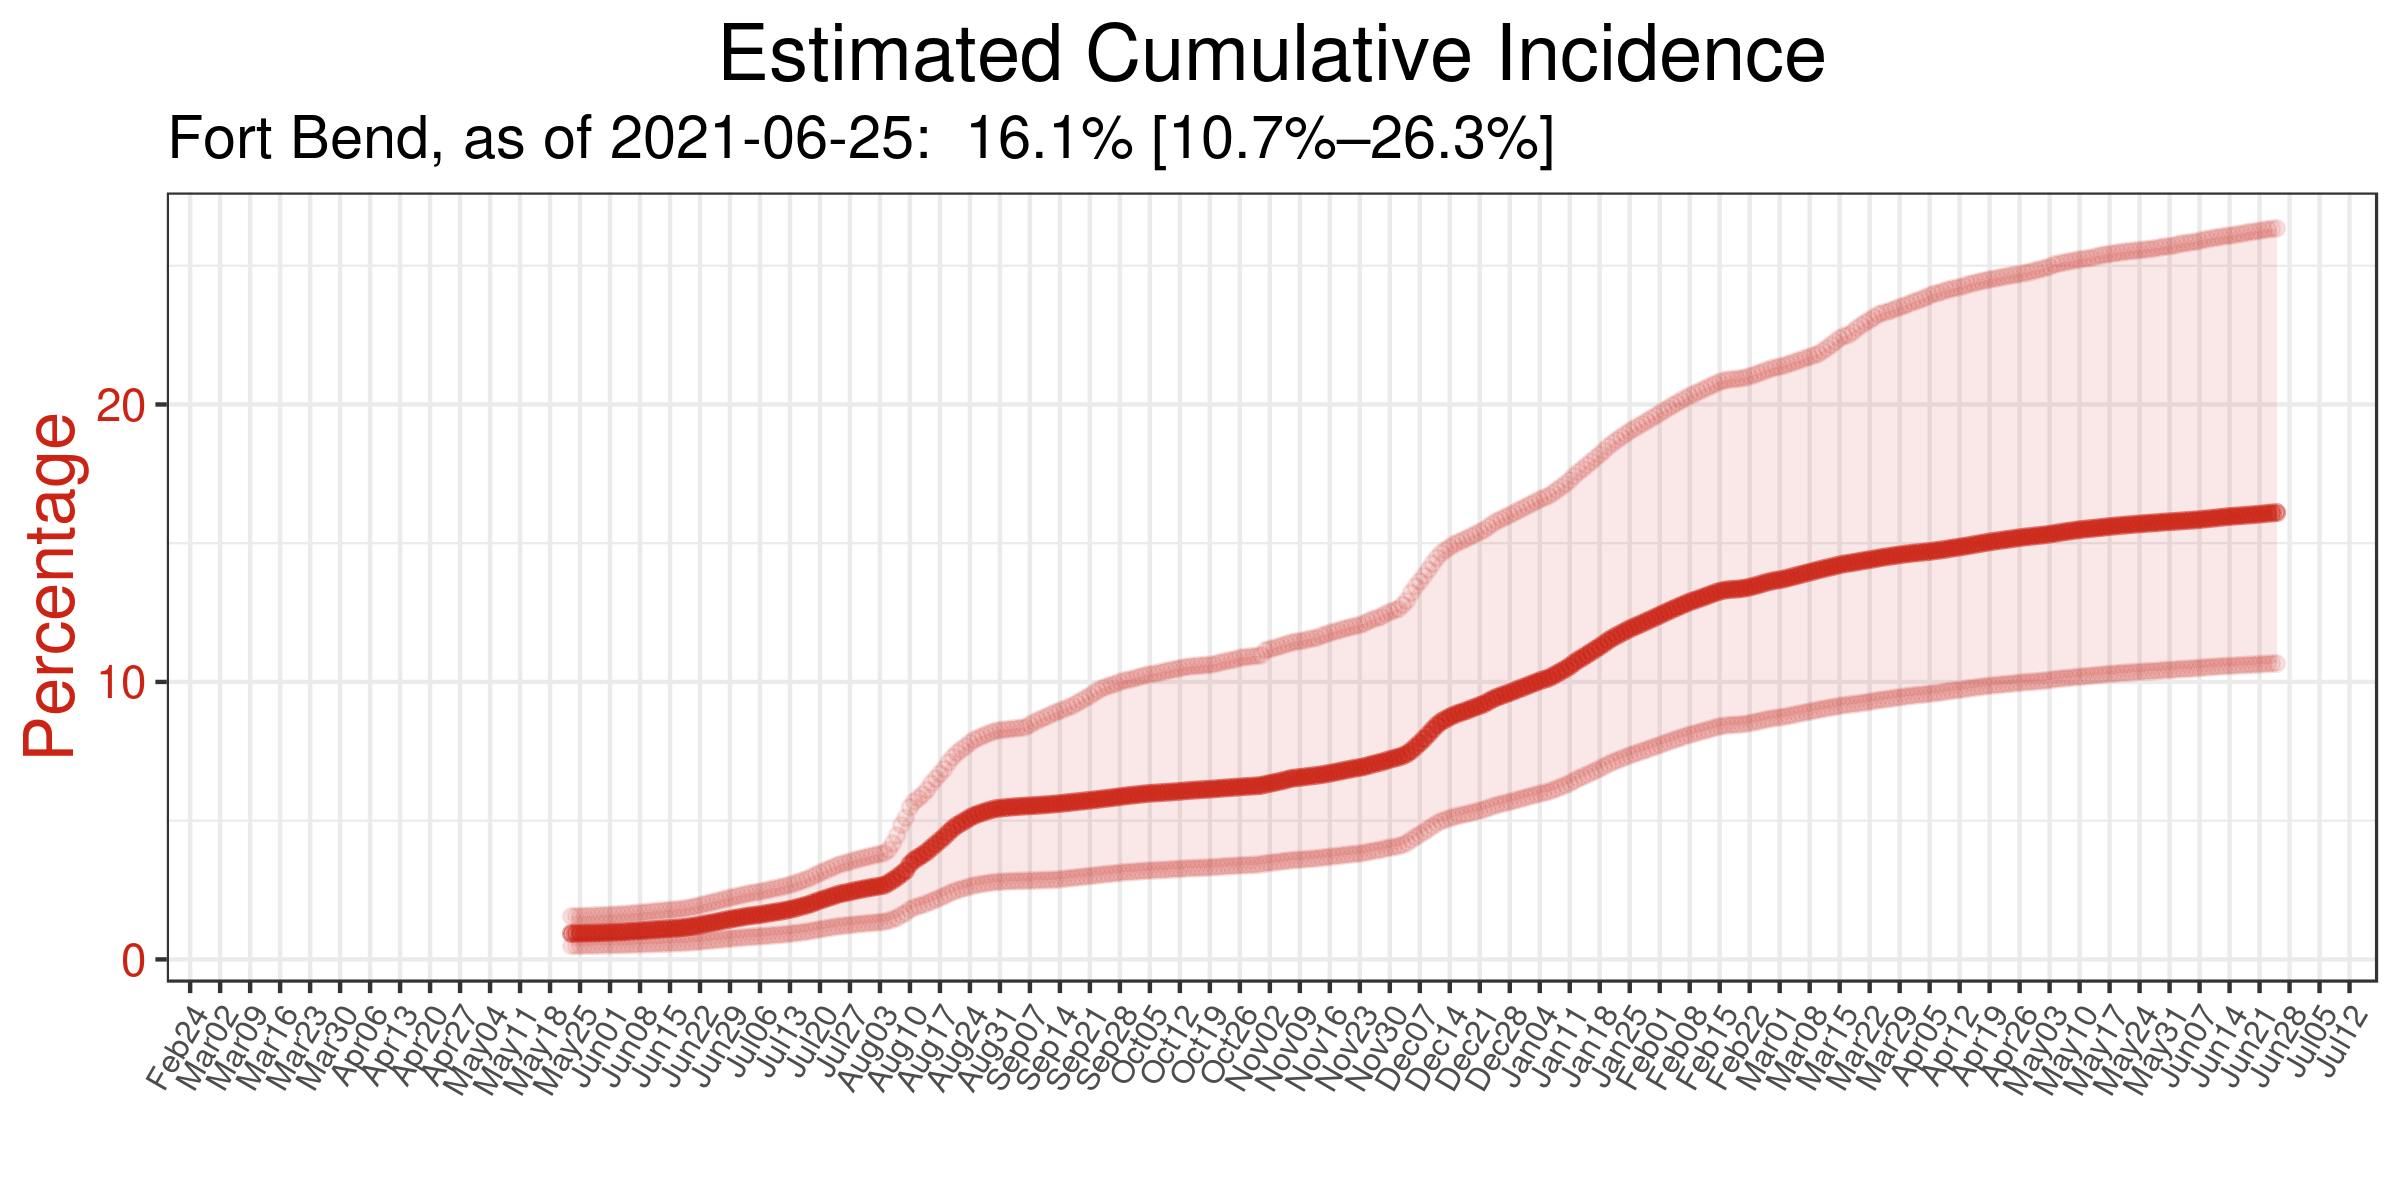 Estimated Cumulative Incidence
Fort Bend, as of 2021-06-25:  16.1% [10.7%–26.3%]
Percentage
20
10
0
Feb24
Mar02
Mar09
Mar16
Mar23
Mar30
Apr06
Apr13
Apr20
Apr27
May04
May11
May18
May25
Jun01
Jun08
Jun15
Jun22
Jun29
Jul06
Jul13
Jul20
Jul27
Aug03
Aug10
Aug17
Aug24
Aug31
Sep07
Sep14
Sep21
Sep28
Oct05
Oct12
Oct19
Oct26
Nov02
Nov09
Nov16
Nov23
Nov30
Dec07
Dec14
Dec21
Dec28
Jan04
Jan11
Jan18
Jan25
Feb01
Feb08
Feb15
Feb22
Mar01
Mar08
Mar15
Mar22
Mar29
Apr05
Apr12
Apr19
Apr26
May03
May10
May17
May24
May31
Jun07
Jun14
Jun21
Jun28
Jul05
Jul12